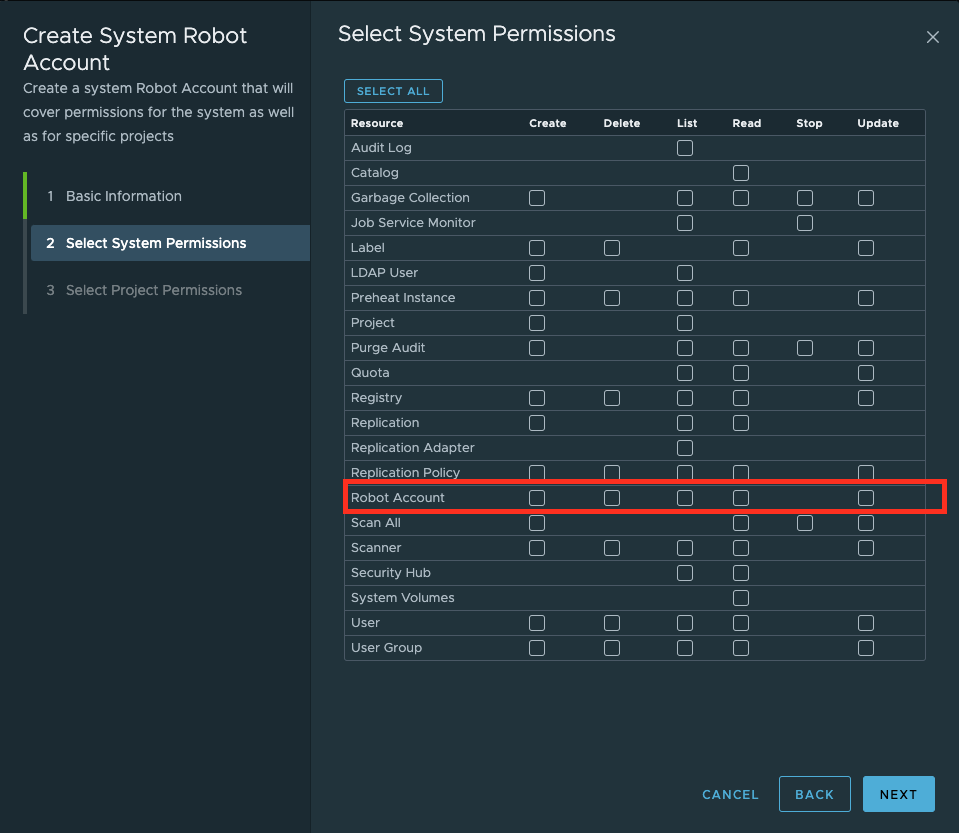 Create System Robot
Account
Create a system Robot Account that will
cover permissions for the system as well
as for specific projects
1 Basic Information
2 Select System Permissions
3 Select Project Permissions
Select System Permissions
SELECT ALL
Resource Create Delete List Read Stop Update
Audit Log
Catalog
Garbage Collection
Job Service Monitor
Label
LDAP User
Preheat Instance
Project
Purge Audit
Quota
Registry
Replication
Replication Adapter
Replication Policy
Robot Account
Scan All
Scanner
Security Hub
System Volumes
User
User Group
CANCEL BACK NEXT